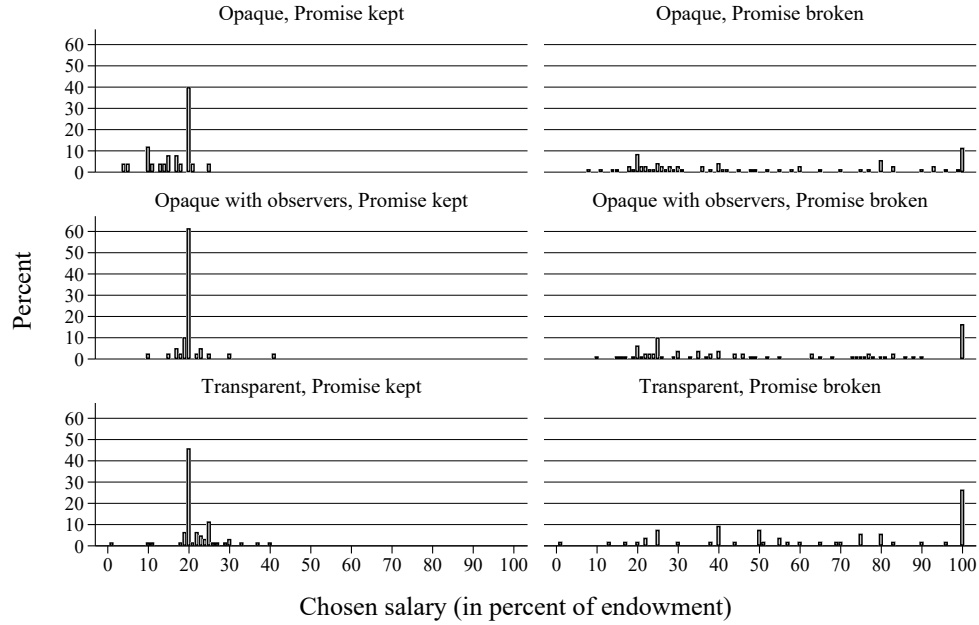 Opaque, Promise kept
Opaque, Promise broken
60
50
40
30
20
10
0
Opaque with observers, Promise kept
Opaque with observers, Promise broken
60
50
40
30
20
10
0
Transparent, Promise kept
Transparent, Promise broken
60
50
40
30
20
10
0
0 10 20 30 40 50 60 70 80 90 100
0 10 20 30 40 50 60 70 80 90 100
Percent
Chosen salary (in percent of endowment)